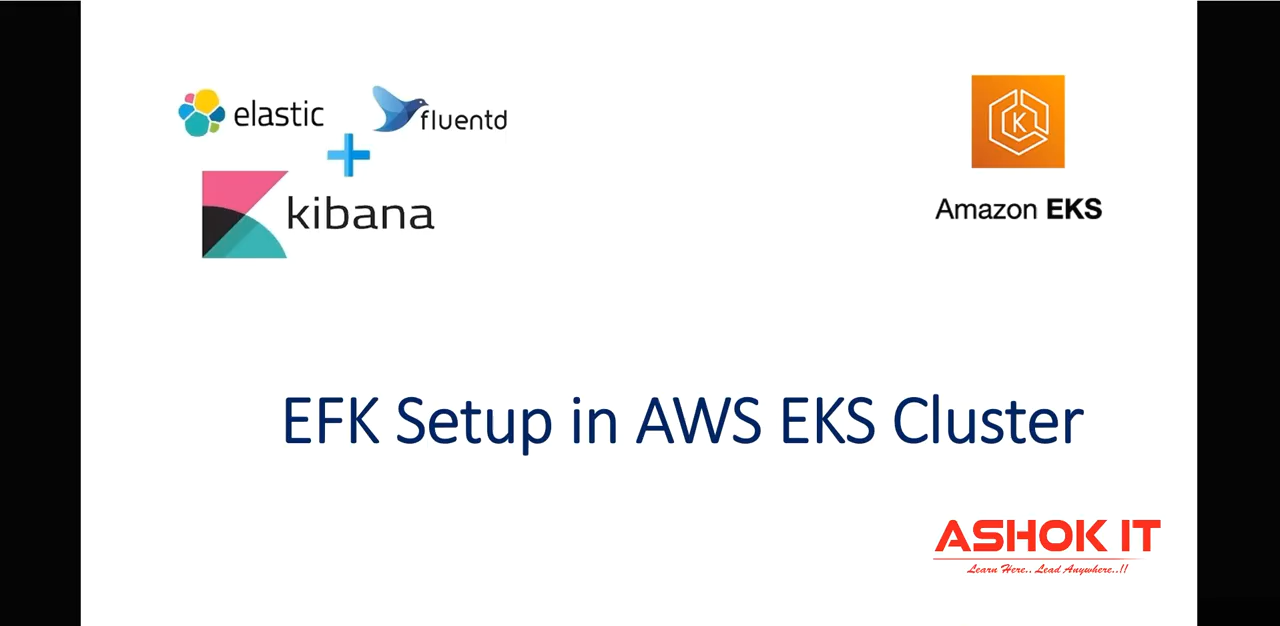 elastic
fluentd
kibana
K
Amazon EKS
EFK Setup in AWS EKS Cluster
ASHOK IT
Learn Here.. Lead Anywhere..!!